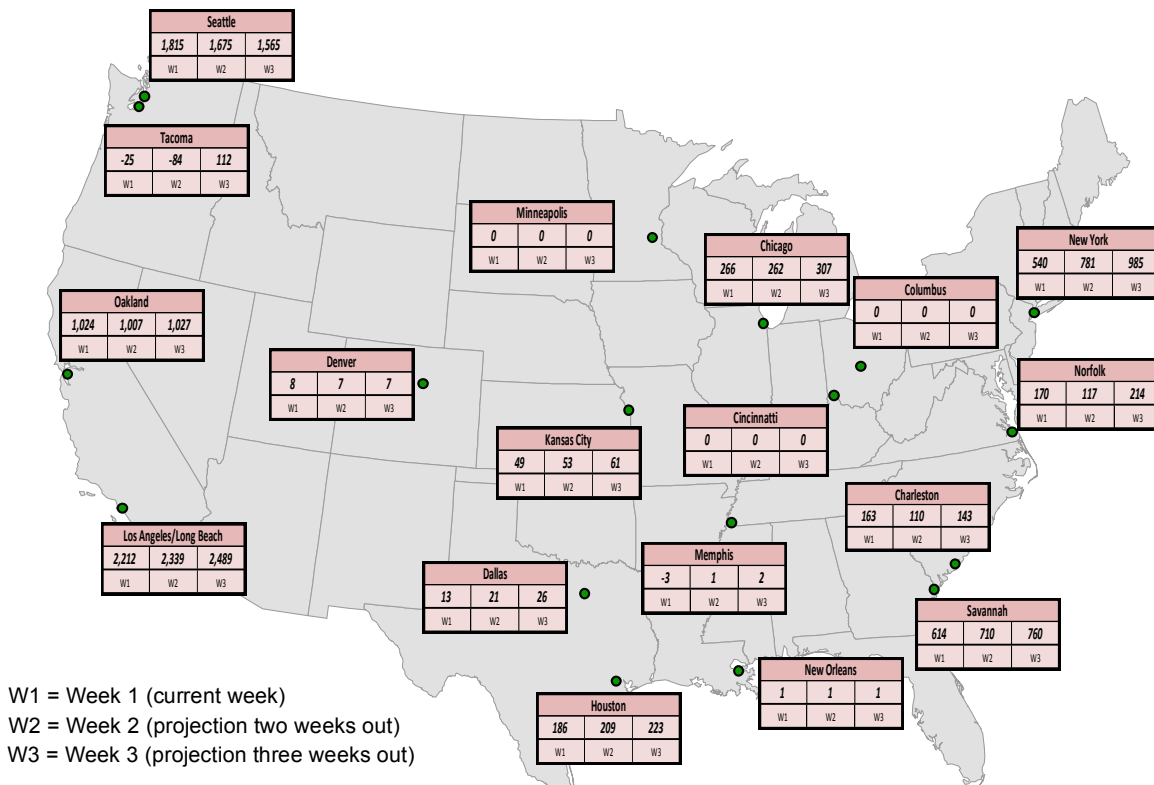 Seattle
1,815 1,675 1,565
W1 W2 W3
Tacoma
-25 -84 112
W1 W2 W3
Minneapolis
0 0 0
W1 W2 W3
Chicago
266 262 307
W1 W2 W3
New York
540 781 985
W1 W2 W3
Columbus
0 0 0
W1 W2 W3
Oakland
1,024 1,007 1,027
W1 W2 W3
Denver
8 7 7
W1 W2 W3
Norfolk
170 117 214
W1 W2 W3
Cincinnatti
0 0 0
W1 W2 W3
Kansas City
49 53 61
W1 W2 W3
Charleston
163 110 143
W1 W2 W3
Los Angeles/Long Beach
2,212 2,339 2,489
W1 W2 W3
Memphis
-3 1 2
W1 W2 W3
Dallas
13 21 26
W1 W2 W3
Savannah
614 710 760
W1 W2 W3
New Orleans
1 1 1
W1 W2 W3
Houston
186 209 223
W1 W2 W3
W1 = Week 1 (current week)
W2 = Week 2 (projection two weeks out)
W3 = Week 3 (projection three weeks out)